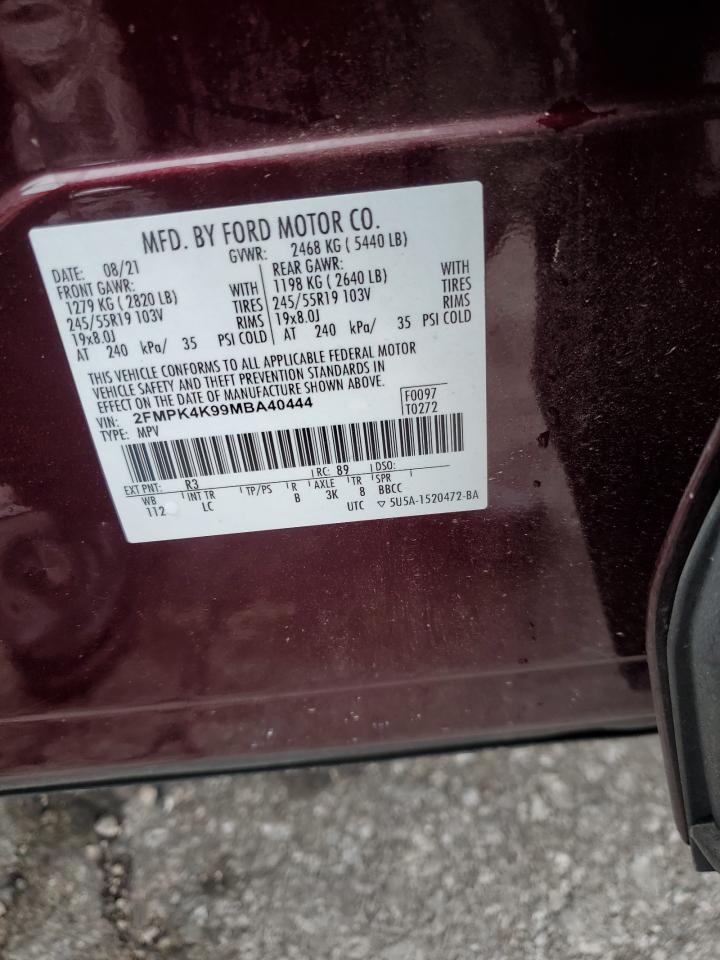 MFD. BY FORD MOTOR CO.
DATE: 08/21 GVWR: 2468 KG ( 5440 LB)
FRONT GAWR: REAR GAWR:
1279 KG ( 2820 LB) WITH 1198 KG ( 2640 LB) WITH
245/55R19 103V TIRES 245/55R19 103V TIRES
19x8.0J RIMS 19x8.0J RIMS
AT 240 kPa/ 35 PSI COLD AT 240 kPa/ 35 PSI COLD
THIS VEHICLE CONFORMS TO ALL APPLICABLE FEDERAL MOTOR
VEHICLE SAFETY AND THEFT PREVENTION STANDARDS IN
EFFECT ON THE DATE OF MANUFACTURE SHOWN ABOVE.
VIN: 2FMPK4K99MBA40444 F0097
TYPE: MPV T0272
EXT PNT: R3 RC: 89 DSO:
WB INT TR TP/PS R AXLE TR SPR
112 LC B 3K 8 BBCC
UTC ▽ 5U5A-1520472-BA